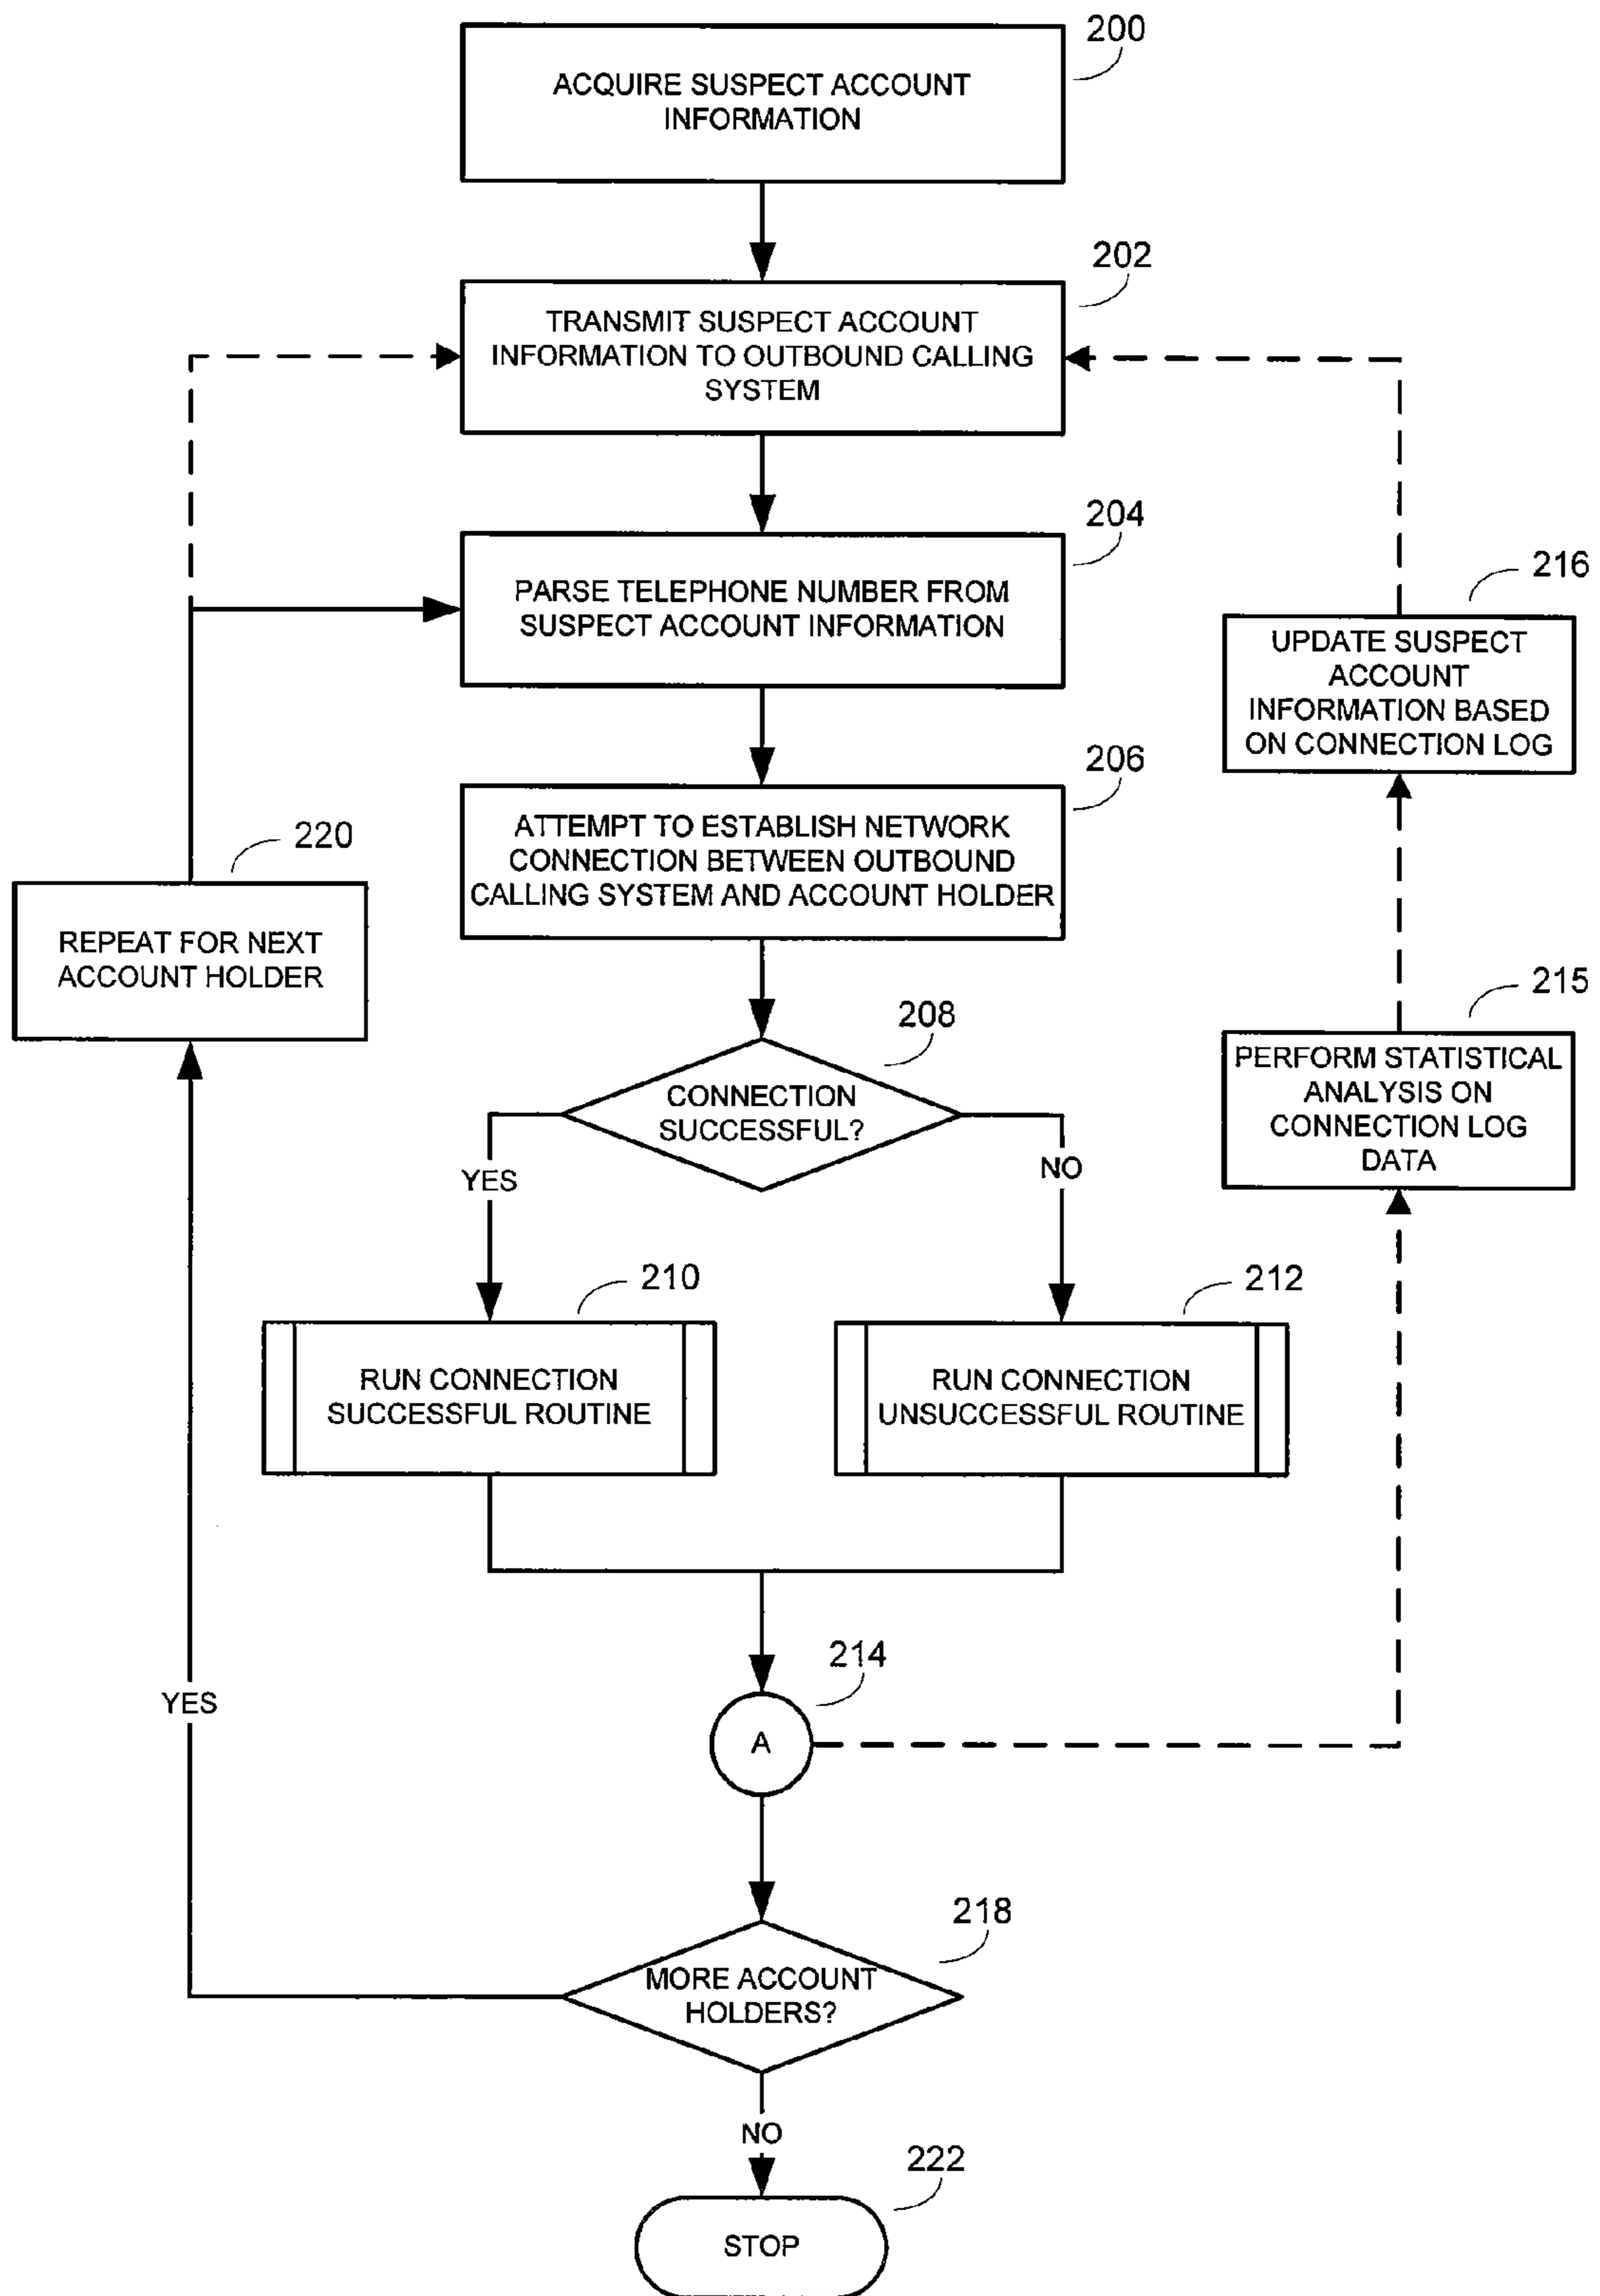 200
ACQUIRE SUSPECT ACCOUNT
INFORMATION
202
TRANSMIT SUSPECT ACCOUNT
INFORMATION TO OUTBOUND CALLING
SYSTEM
204
PARSE TELEPHONE NUMBER FROM
SUSPECT ACCOUNT INFORMATION
216
UPDATE SUSPECT
ACCOUNT
INFORMATION BASED
ON CONNECTION LOG
206
ATTEMPT TO ESTABLISH NETWORK
CONNECTION BETWEEN OUTBOUND
CALLING SYSTEM AND ACCOUNT HOLDER
220
REPEAT FOR NEXT
ACCOUNT HOLDER
215
PERFORM STATISTICAL
ANALYSIS ON
CONNECTION LOG
DATA
208
CONNECTION
SUCCESSFUL?
YES
NO
210
RUN CONNECTION
SUCCESSFUL ROUTINE
212
RUN CONNECTION
UNSUCCESSFUL ROUTINE
214
A
YES
218
MORE ACCOUNT
HOLDERS?
NO
222
STOP